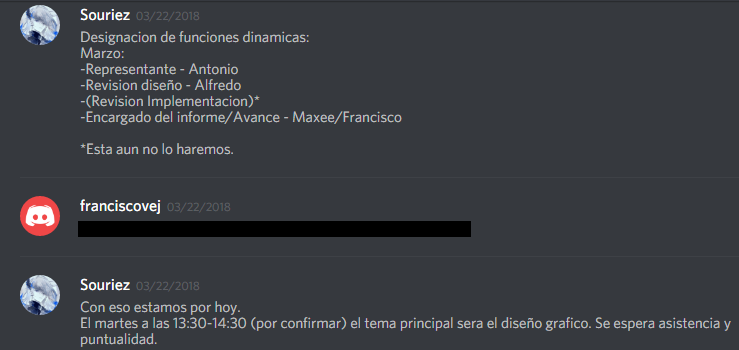 Souriez 03/22/2018
Designacion de funciones dinamicas:
Marzo:
-Representante - Antonio
-Revision diseño - Alfredo
-(Revision Implementacion)*
-Encargado del informe/Avance - Maxee/Francisco
*Esta aun no lo haremos.
franciscovej 03/22/2018
Souriez 03/22/2018
Con eso estamos por hoy.
El martes a las 13:30-14:30 (por confirmar) el tema principal sera el diseño grafico. Se espera asistencia y
puntualidad.